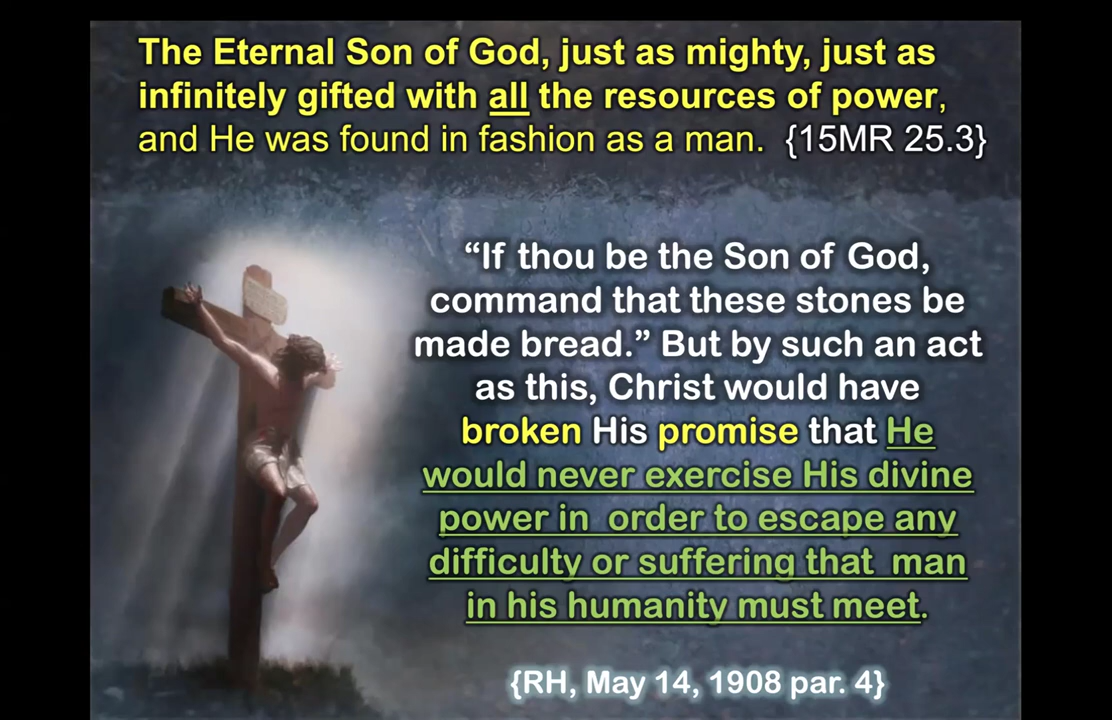 The Eternal Son of God, just as mighty, just as
infinitely gifted with all the resources of power,
and He was found in fashion as a man. {15MR 25.3}
“If thou be the Son of God,
command that these stones be
made bread.” But by such an act
as this, Christ would have
broken His promise that He
would never exercise His divine
power in order to escape any
difficulty or suffering that man
in his humanity must meet.
{RH, May 14, 1908 par. 4}